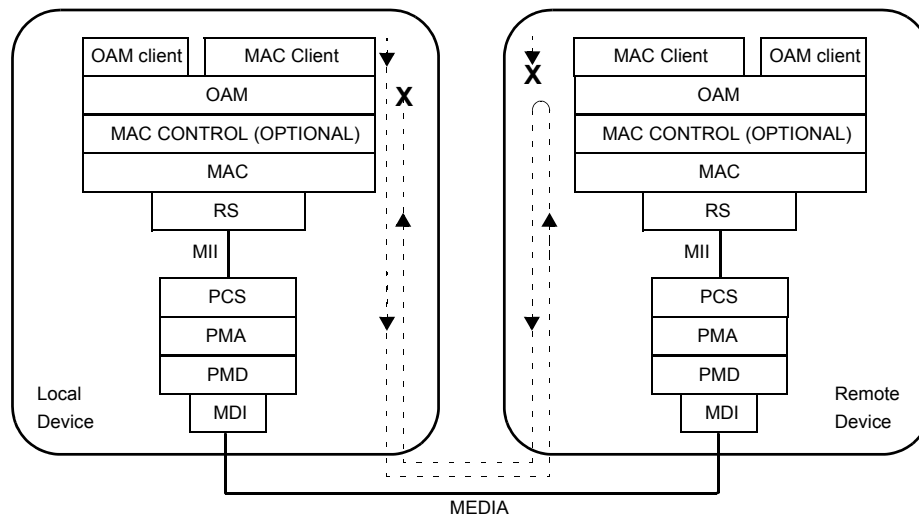 OAM client
MAC Client
OAM
MAC CONTROL (OPTIONAL)
MAC
RS
MII
PCS
PMA
PMD
MDI
Local
Device
X
X
MAC Client
OAM client
OAM
MAC CONTROL (OPTIONAL)
MAC
RS
MII
PCS
PMA
PMD
MDI
Remote
Device
MEDIA